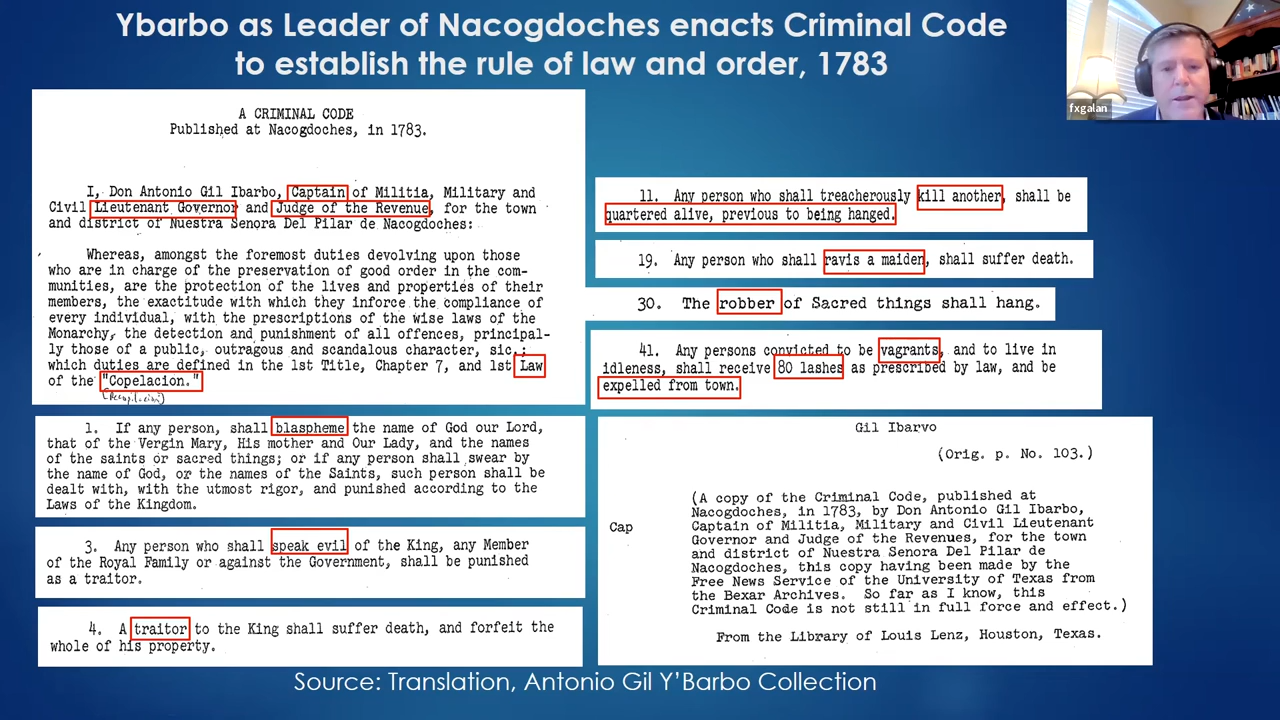 Ybarbo as Leader of Nacogdoches enacts Criminal Code
to establish the rule of law and order, 1783
fxgalan
A CRIMINAL CODE
Published at Nacogdoches, in 1783.
I, Don Antonio Gil Ibarbo, Captain of Militia, Military and
Civil Lieutenant Governor and Judge of the Revenue, for the town
and district of Nuestra Senora Del Pilar de Nacogdoches:
Whereas, amongst the foremost duties devolving upon those
who are in charge of the preservation of good order in the com-
munities, are the protection of the lives and properties of their
members, the exactitude with which they inforce the compliance of
every individual, with the prescriptions of the wise laws of the
Monarchy, the detection and punishment of all offences, principal-
ly those of a public, outragous and scandalous character, sic.;
which duties are defined in the 1st Title, Chapter 7, and 1st Law
of the "Copelacion."
(Recopilacion)
1. If any person, shall blaspheme the name of God our Lord,
that of the Vergin Mary, His mother and Our Lady, and the names
of the saints or sacred things; or if any person shall swear by
the name of God, or the names of the Saints, such person shall be
dealt with, with the utmost rigor, and punished according to the
Laws of the Kingdom.
3. Any person who shall speak evil of the King, any Member
of the Royal Family or against the Government, shall be punished
as a traitor.
4. A traitor to the King shall suffer death, and forfeit the
whole of his property.
11. Any person who shall treacherously kill another, shall be
quartered alive, previous to being hanged.
19. Any person who shall ravis a maiden, shall suffer death.
30. The robber of Sacred things shall hang.
41. Any persons convicted to be vagrants, and to live in
idleness, shall receive 80 lashes as prescribed by law, and be
expelled from town.
Gil Ibarvo
(Orig. p. No. 103.)
Cap
(A copy of the Criminal Code, published at
Nacogdoches, in 1783, by Don Antonio Gil Ibarbo,
Captain of Militia, Military and Civil Lieutenant
Governor and Judge of the Revenues, for the town
and district of Nuestra Senora Del Pilar de
Nacogdoches, this copy having been made by the
Free News Service of the University of Texas from
the Bexar Archives. So far as I know, this
Criminal Code is not still in full force and effect.)
From the Library of Louis Lenz, Houston, Texas.
Source: Translation, Antonio Gil Y'Barbo Collection